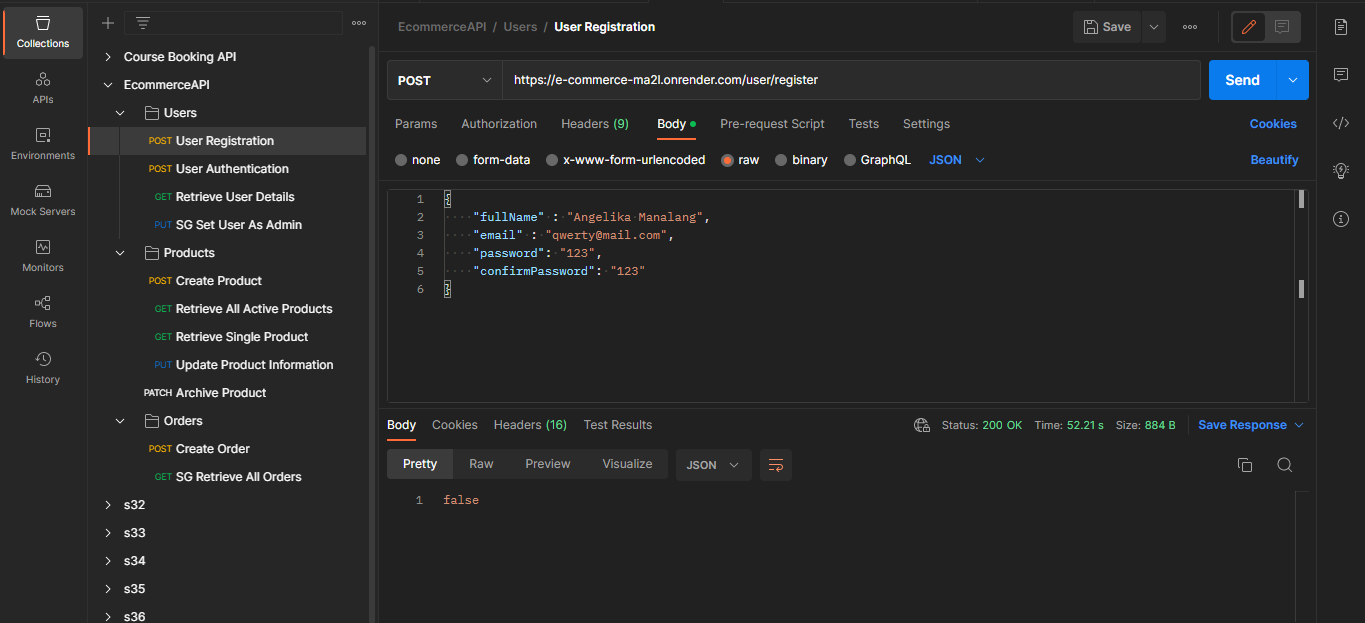 Collections
APIs
Environments
Mock Servers
Monitors
Flows
History
Course Booking API
EcommerceAPI
Users
POST User Registration
POST User Authentication
GET Retrieve User Details
PUT SG Set User As Admin
Products
POST Create Product
GET Retrieve All Active Products
GET Retrieve Single Product
PUT Update Product Information
PATCH Archive Product
Orders
POST Create Order
GET SG Retrieve All Orders
s32
s33
s34
s35
s36
EcommerceAPI / Users / User Registration
Save
POST https://e-commerce-ma2l.onrender.com/user/register
Send
Params Authorization Headers (9) Body Pre-request Script Tests Settings Cookies
none form-data x-www-form-urlencoded raw binary GraphQL JSON Beautify
1 {
2 "fullName" : "Angelika Manalang",
3 "email" : "qwerty@mail.com",
4 "password": "123",
5 "confirmPassword": "123"
6 }
Body Cookies Headers (16) Test Results Status: 200 OK Time: 52.21 s Size: 884 B Save Response
Pretty Raw Preview Visualize JSON
1 false